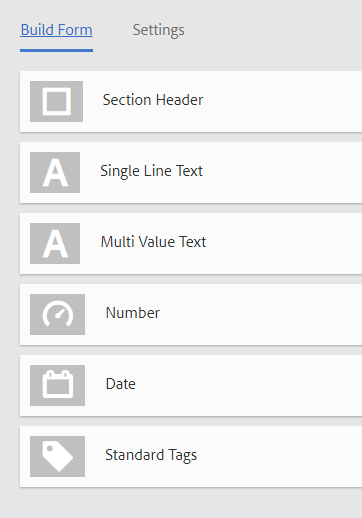 Build Form Settings
Section Header
A Single Line Text
A Multi Value Text
Number
Date
Standard Tags